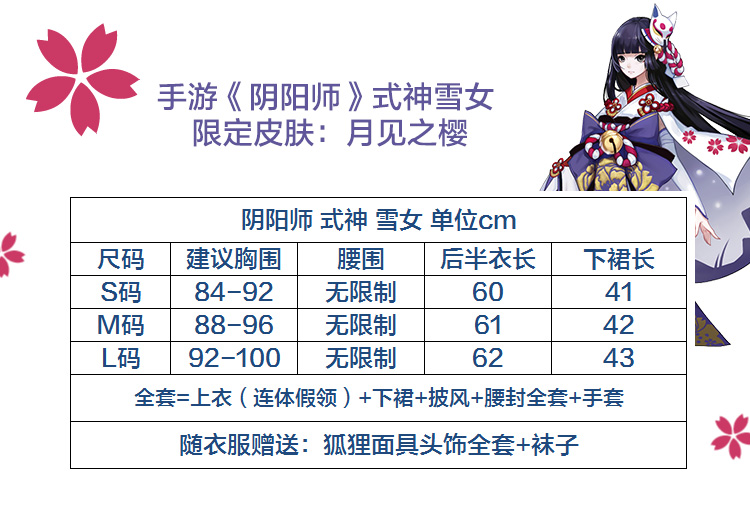 手游《阴阳师》式神雪女
限定皮肤：月见之樱
阴阳师 式神 雪女 单位cm
尺码 建议胸围 腰围 后半衣长 下裙长
S码 84-92 无限制 60 41
M码 88-96 无限制 61 42
L码 92-100 无限制 62 43
全套=上衣（连体假领）+下裙+披风+腰封全套+手套
随衣服赠送：狐狸面具头饰全套+袜子